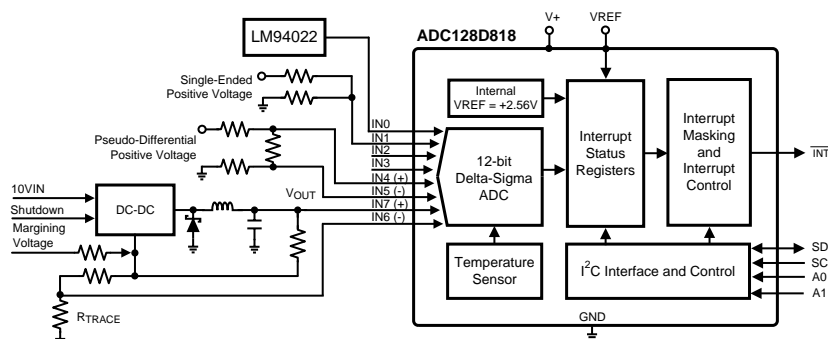 V+
VREF
LM94022
ADC128D818
Single-Ended
Positive Voltage
Internal
VREF = +2.56V
Pseudo-Differential
Positive Voltage
IN0
IN1
IN2
IN3
IN4 (+)
IN5 (-)
IN7 (+)
IN6 (-)
12-bit
Delta-Sigma
ADC
Interrupt
Status
Registers
Interrupt
Masking
and
Interrupt
Control
INT
10VIN
Shutdown
Margining
Voltage
DC-DC
VOUT
Temperature
Sensor
I2C Interface and Control
SD
SC
A0
A1
RTRACE
GND